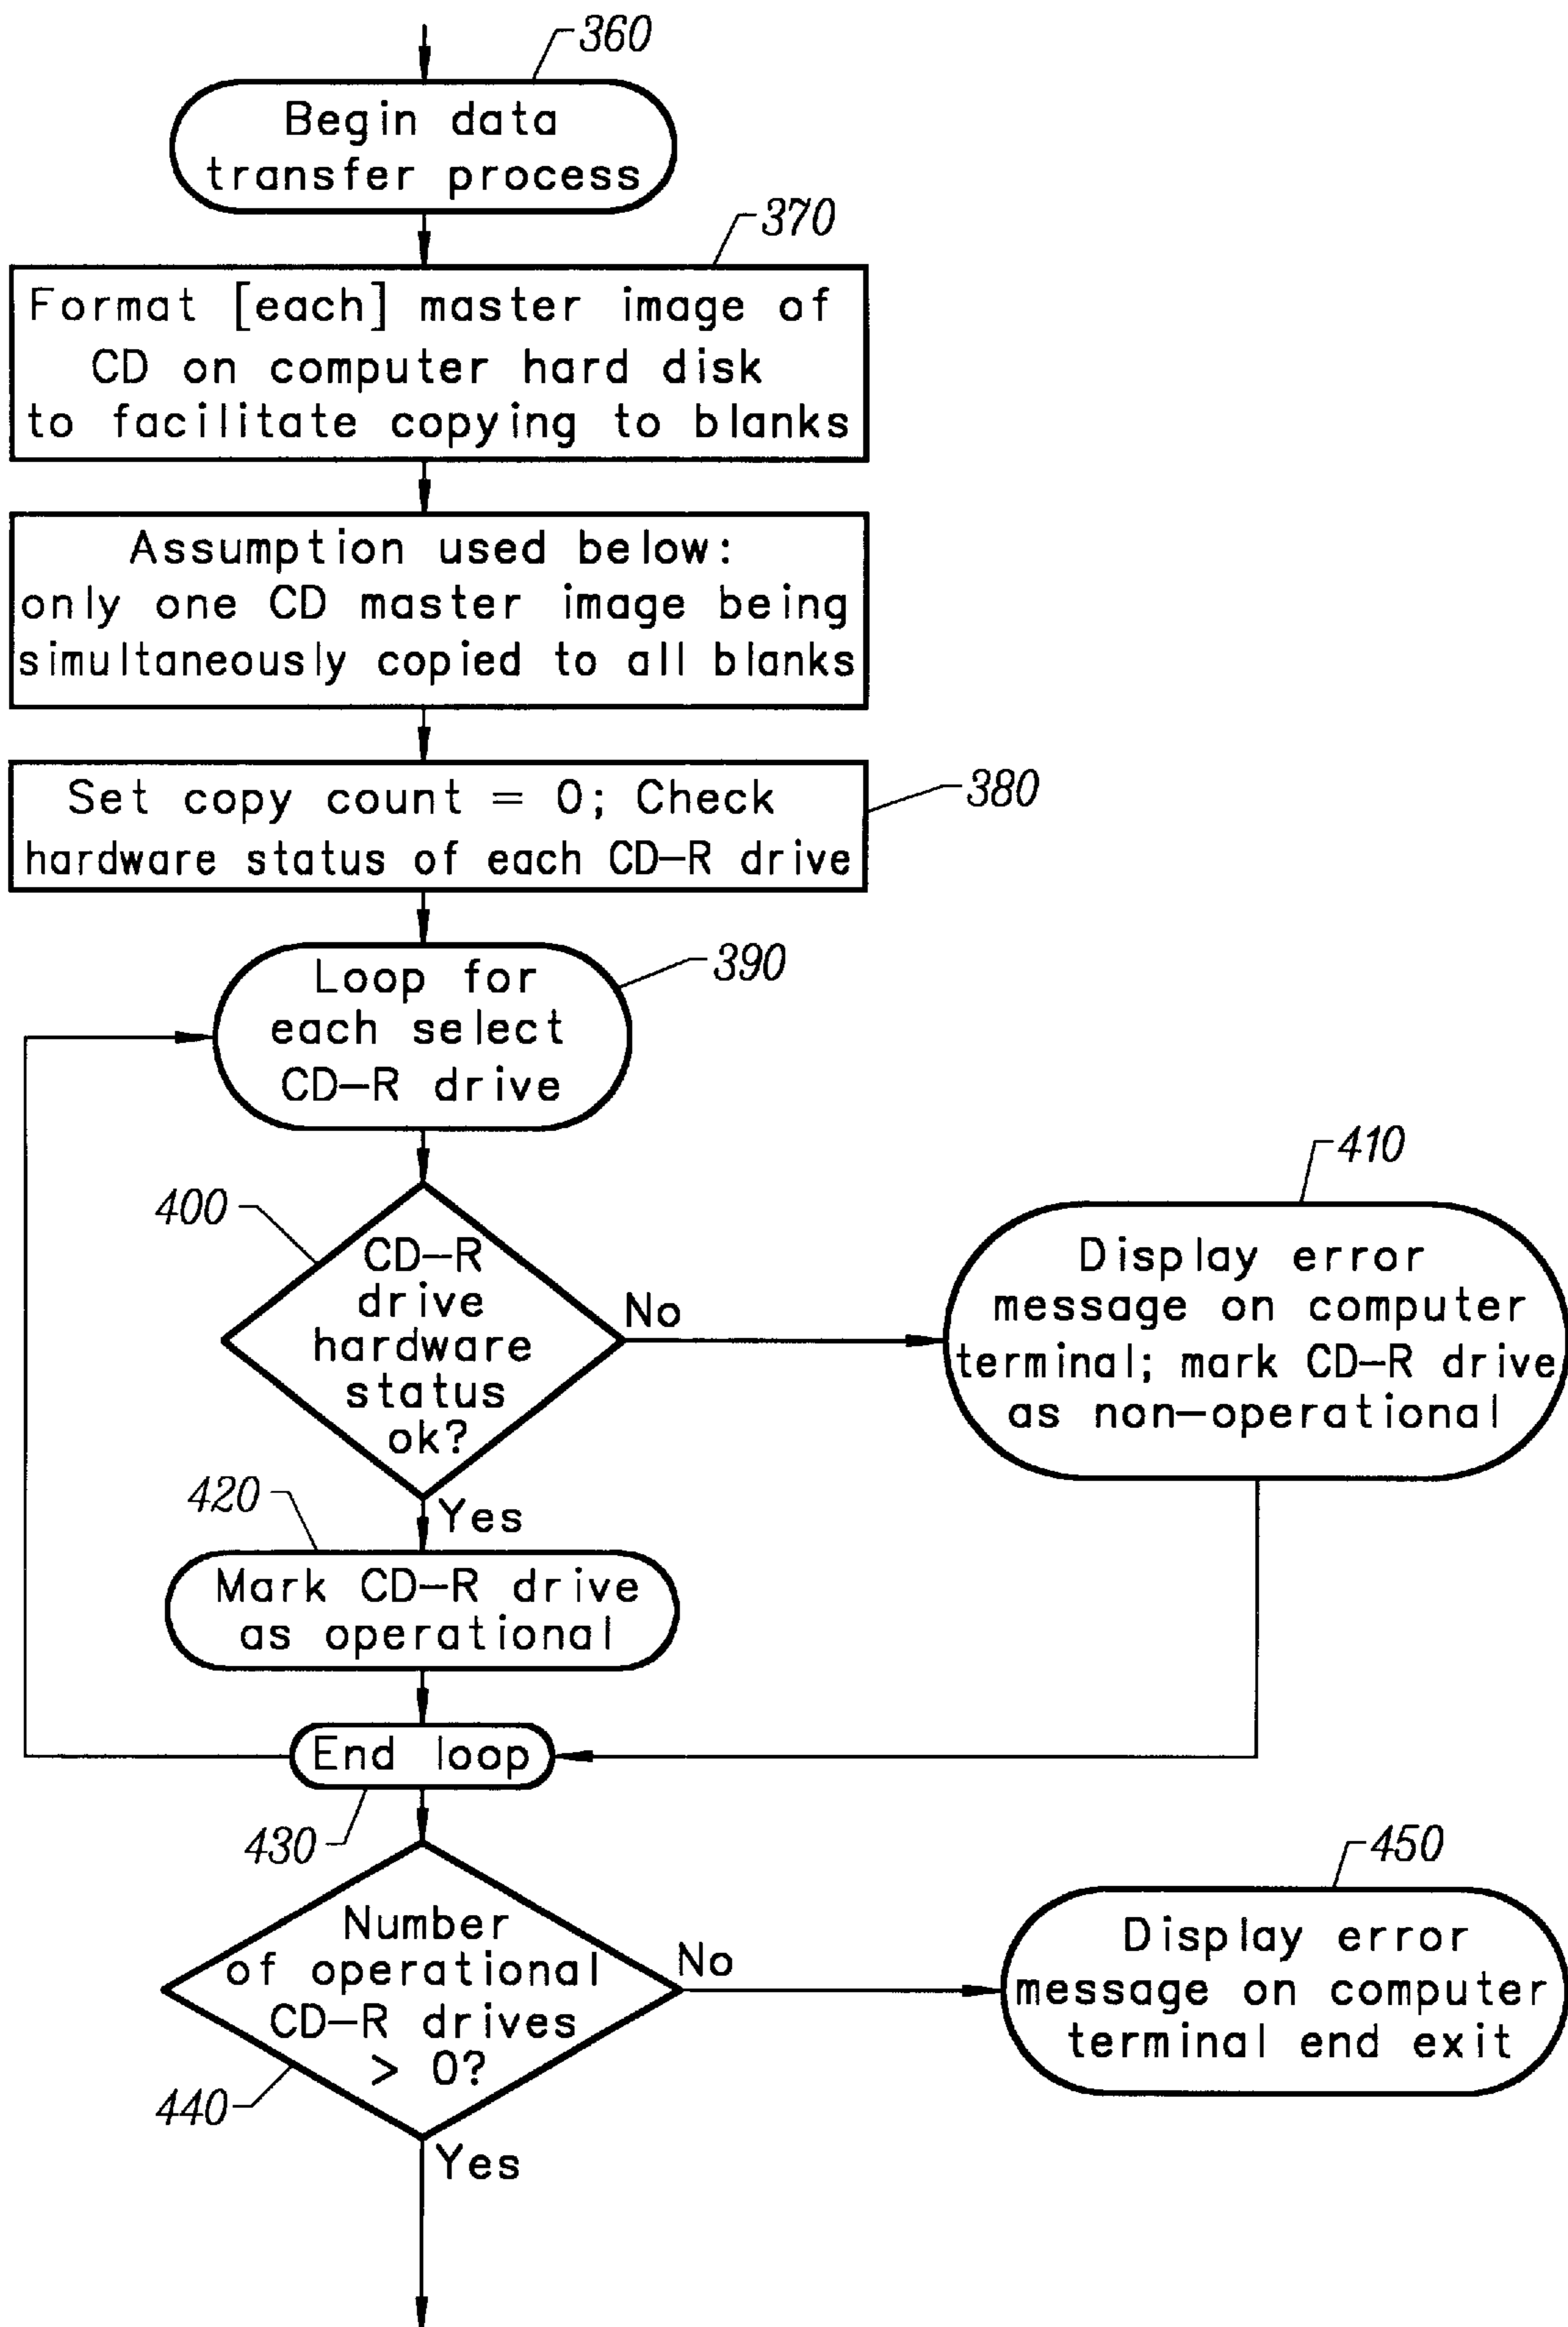 360
Begin data
transfer process
370
Format [each] master image of
CD on computer hard disk
to facilitate copying to blanks
Assumption used below:
only one CD master image being
simultaneously copied to all blanks
Set copy count = 0; Check
hardware status of each CD-R drive
380
Loop for
each select
CD-R drive
390
400
CD-R
drive
hardware
status
ok?
No
410
Display error
message on computer
terminal; mark CD-R drive
as non-operational
Yes
420
Mark CD-R drive
as operational
End loop
430
Number
of operational
CD-R drives
> 0?
440
No
450
Display error
message on computer
terminal end exit
Yes